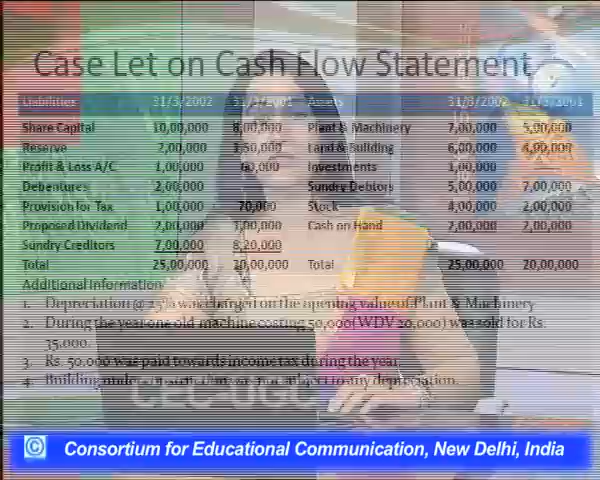 Case Let on Cash Flow Statement
Liabilities 31/3/2002 31/3/2001 Assets 31/3/2002 31/3/2001
Share Capital 10,00,000 8,00,000 Plant & Machinery 7,00,000 5,00,000
Reserve 2,00,000 1,50,000 Land & Building 6,00,000 4,00,000
Profit & Loss A/C 1,00,000 60,000 Investments 1,00,000
Debentures 2,00,000 Sundry Debtors 5,00,000 7,00,000
Provision for Tax 1,00,000 70,000 Stock 4,00,000 2,00,000
Proposed Dividend 2,00,000 1,00,000 Cash on Hand 2,00,000 2,00,000
Sundry Creditors 7,00,000 8,20,000
Total 25,00,000 20,00,000 Total 25,00,000 20,00,000
Additional Information
1. Depreciation @ 25% was charged on the opening value of Plant & Machinery
2. During the year one old machine costing 50,000(WDV 20,000) was sold for Rs.
35,000.
3. Rs. 50,000 was paid towards income tax during the year.
4. Building under construction was not subject to any depreciation.
CEC-UGC
© Consortium for Educational Communication, New Delhi, India